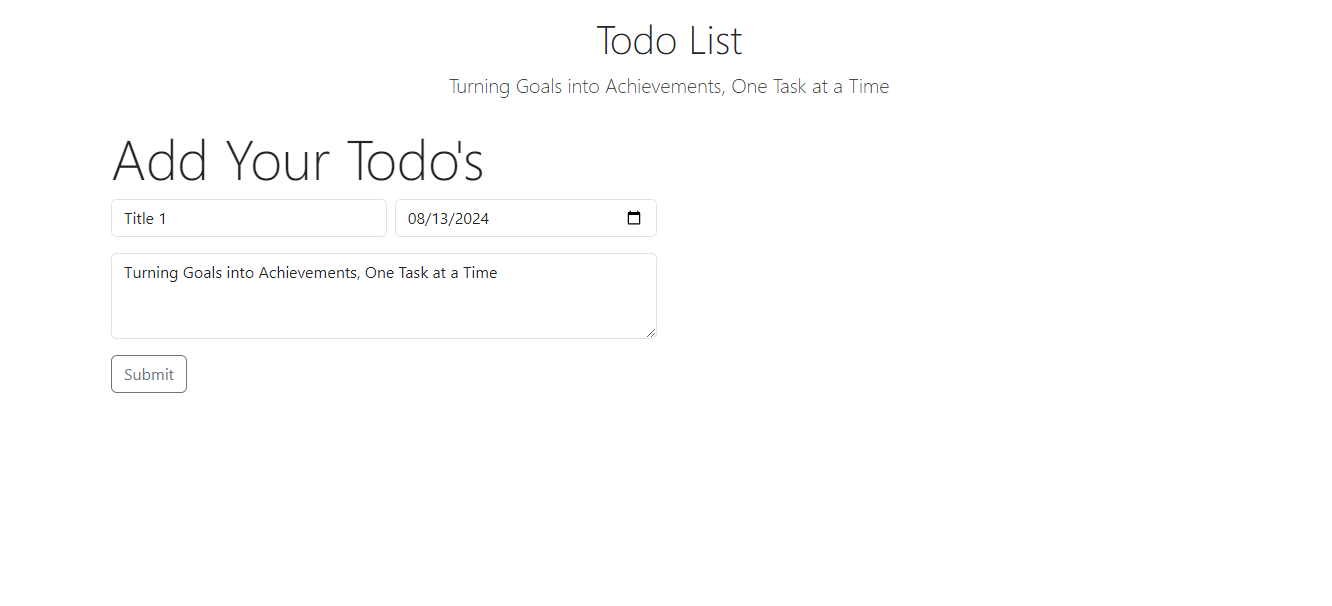 Todo List
Turning Goals into Achievements, One Task at a Time
Add Your Todo's
Title 1
08/13/2024
Turning Goals into Achievements, One Task at a Time
Submit